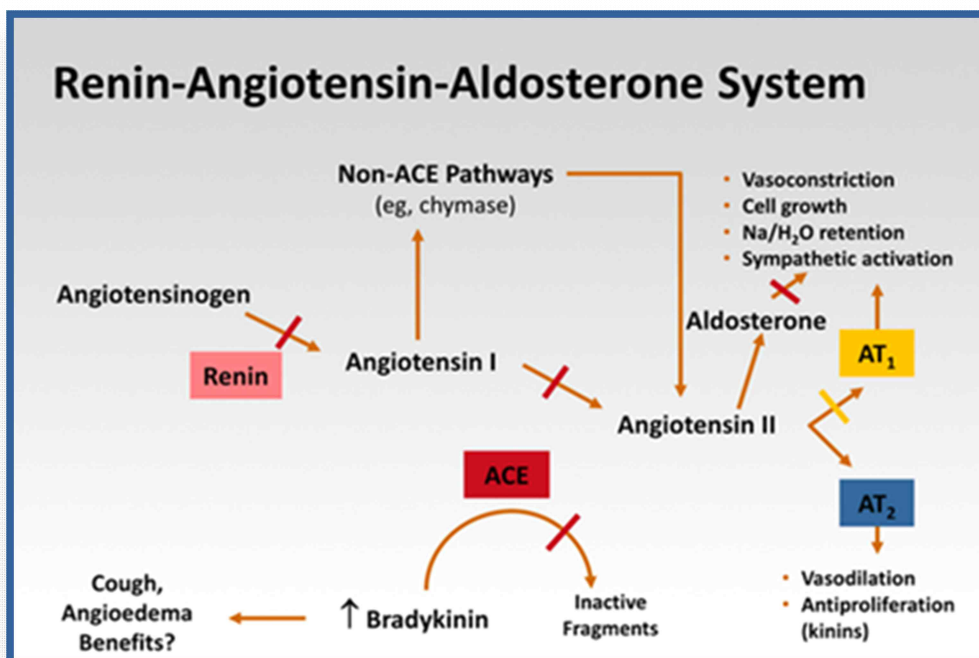 Renin-Angiotensin-Aldosterone System
Non-ACE Pathways
(eg, chymase)
• Vasoconstriction
• Cell growth
• Na/H₂O retention
• Sympathetic activation
Angiotensinogen
Aldosterone
Renin
Angiotensin I
AT₁
Angiotensin II
ACE
AT₂
Cough,
Angioedema
Benefits?
↑ Bradykinin
Inactive
Fragments
• Vasodilation
• Antiproliferation
(kinins)